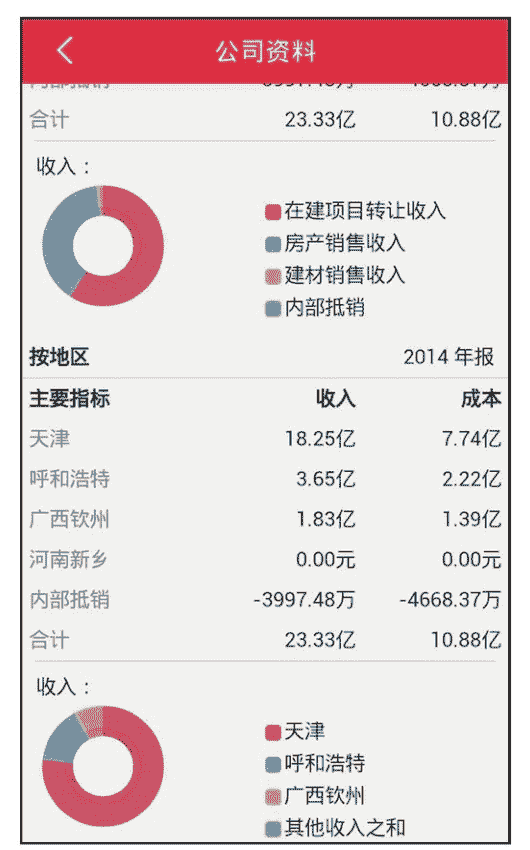 公司资料
合计 23.33亿 10.88亿
收入：
在建项目转让收入
房产销售收入
建材销售收入
内部抵销
按地区 2014 年报
主要指标 收入 成本
天津 18.25亿 7.74亿
呼和浩特 3.65亿 2.22亿
广西钦州 1.83亿 1.39亿
河南新乡 0.00元 0.00元
内部抵销 -3997.48万 -4668.37万
合计 23.33亿 10.88亿
收入：
天津
呼和浩特
广西钦州
其他收入之和